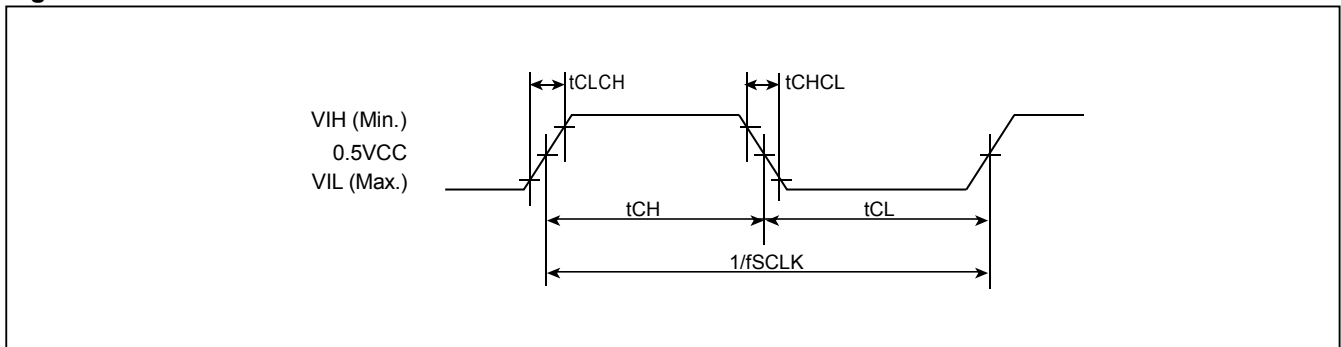 tCLCH
tCHCL
VIH (Min.)
0.5VCC
VIL (Max.)
tCH
tCL
1/fSCLK